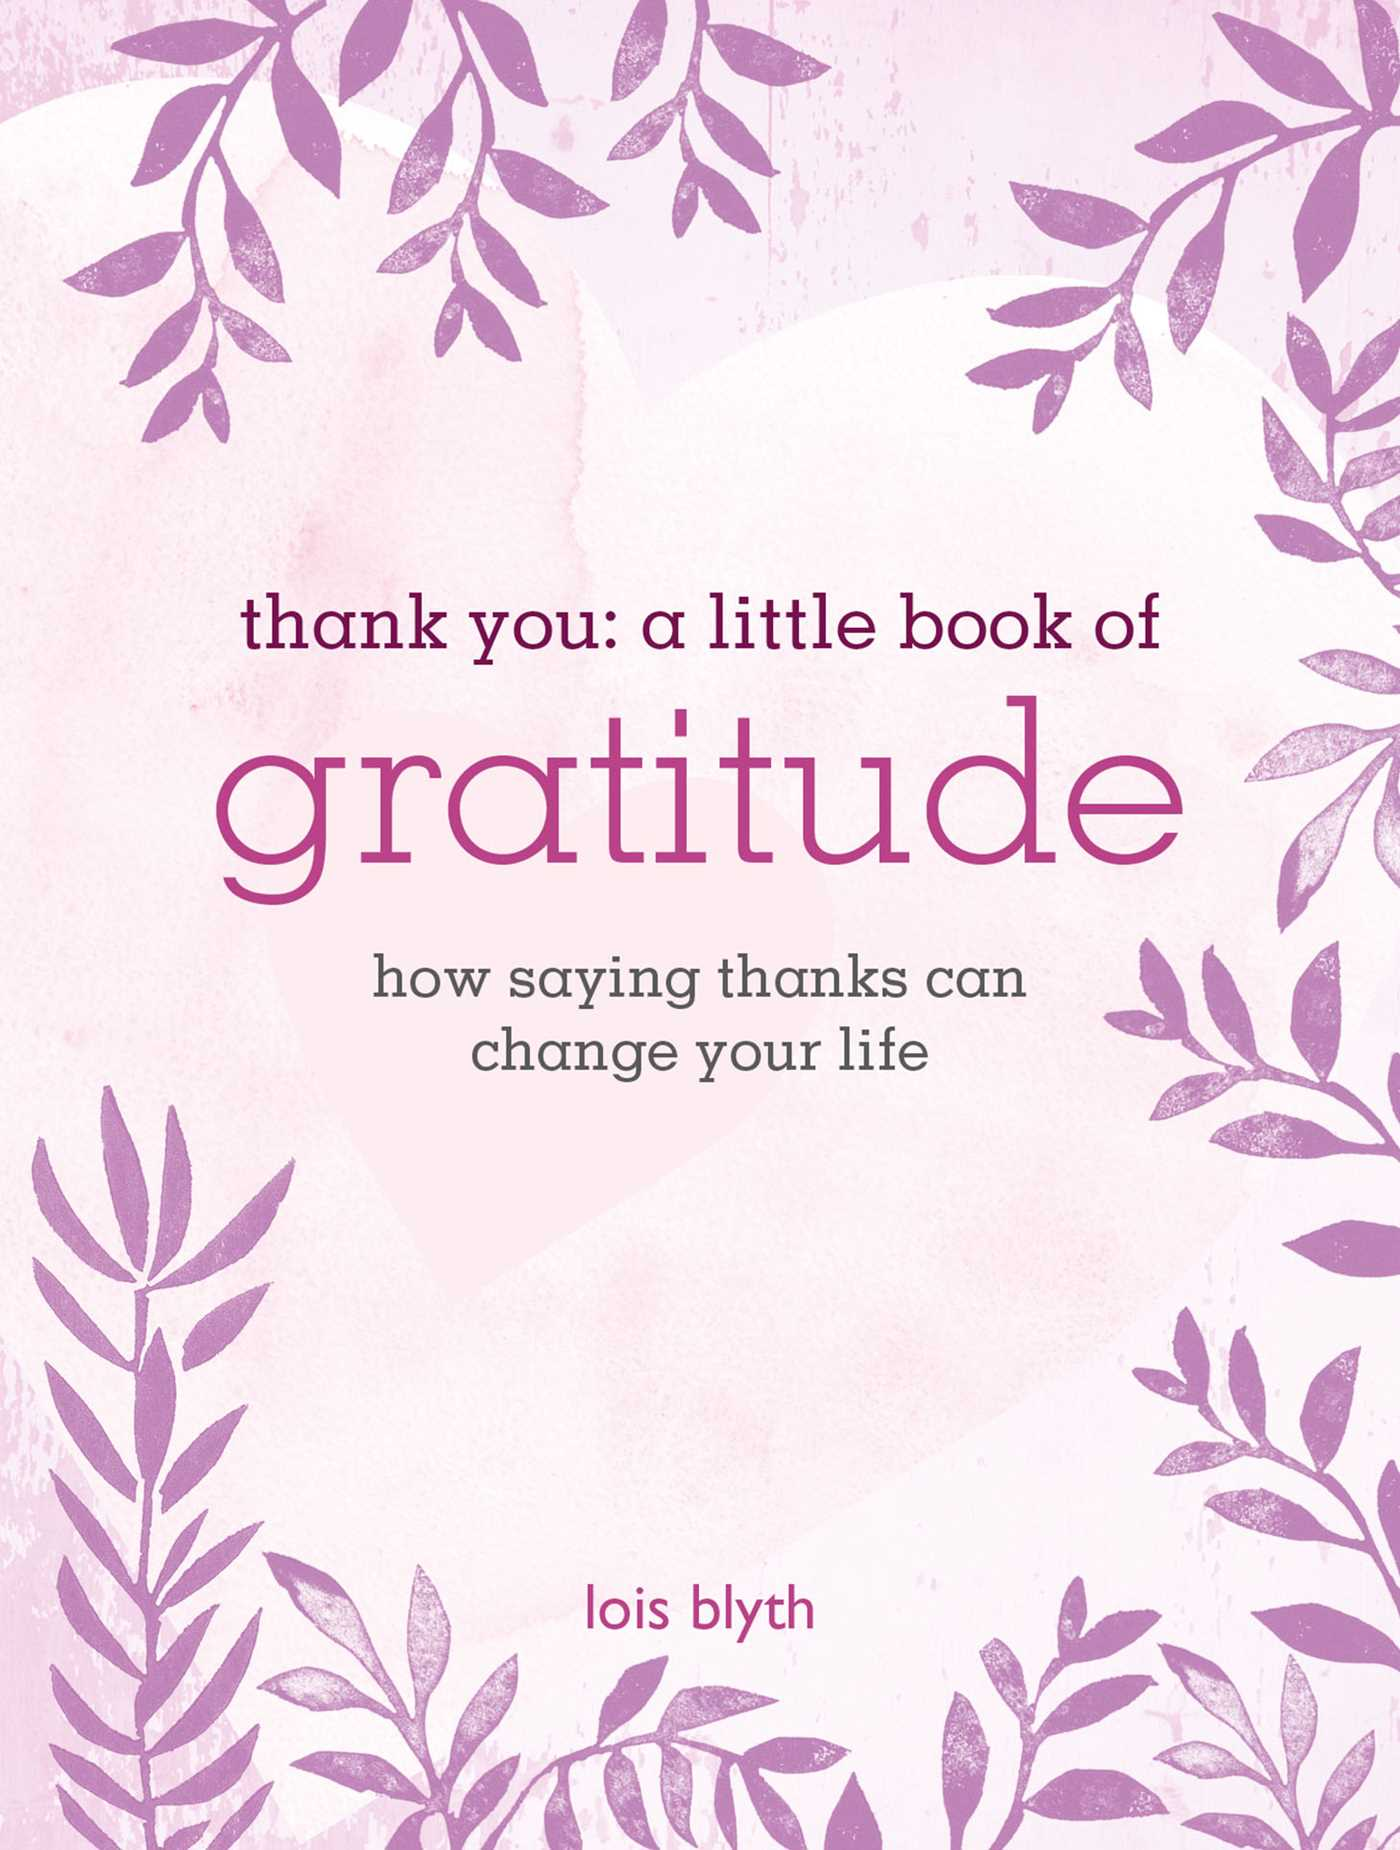 thank you: a little book of
gratitude
how saying thanks can
change your life
lois blyth